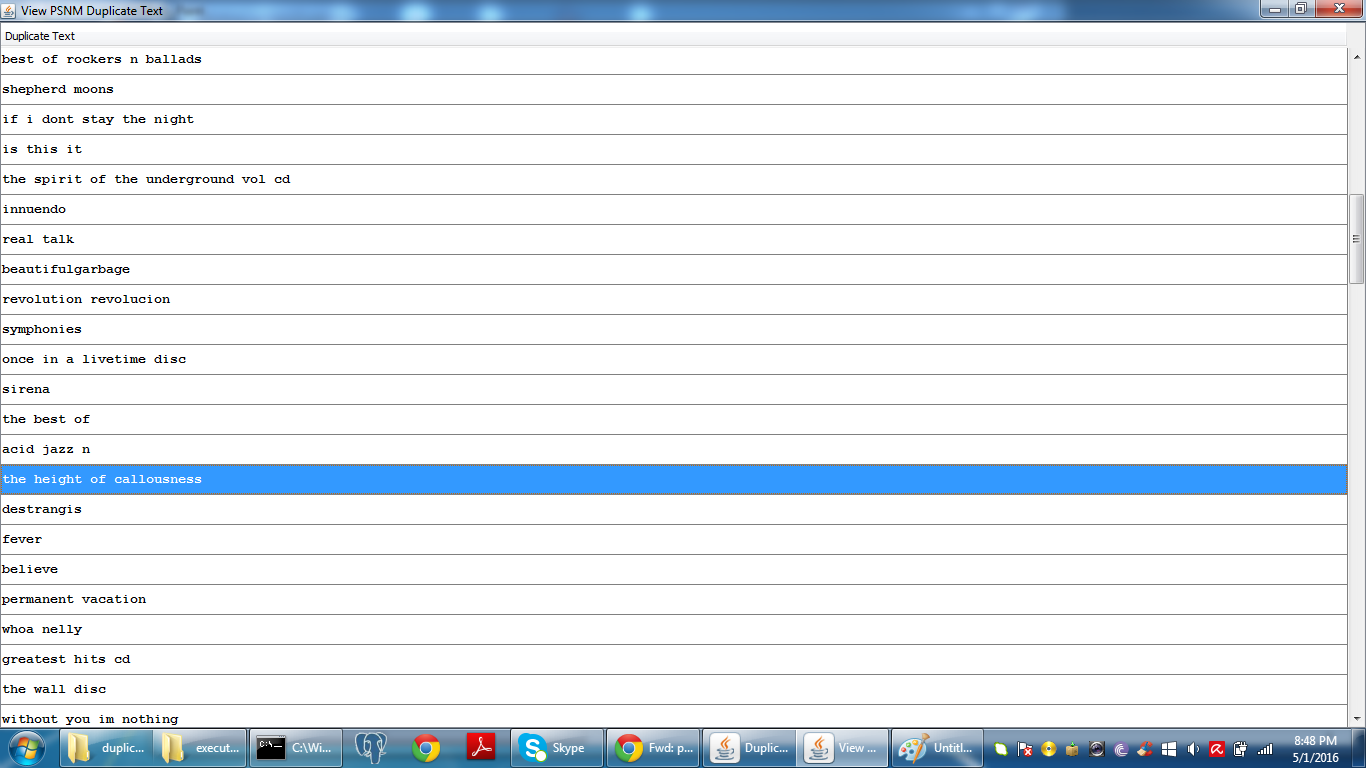 View PSNM Duplicate Text
Duplicate Text
best of rockers n ballads
shepherd moons
if i dont stay the night
is this it
the spirit of the underground vol cd
innuendo
real talk
beautifulgarbage
revolution revolucion
symphonies
once in a livetime disc
sirena
the best of
acid jazz n
the height of callousness
destrangis
fever
believe
permanent vacation
whoa nelly
greatest hits cd
the wall disc
without you im nothing
duplic... execut... C:\Wi... Skype Fwd: p... Duplic... View ... Untitl... 8:48 PM
5/1/2016